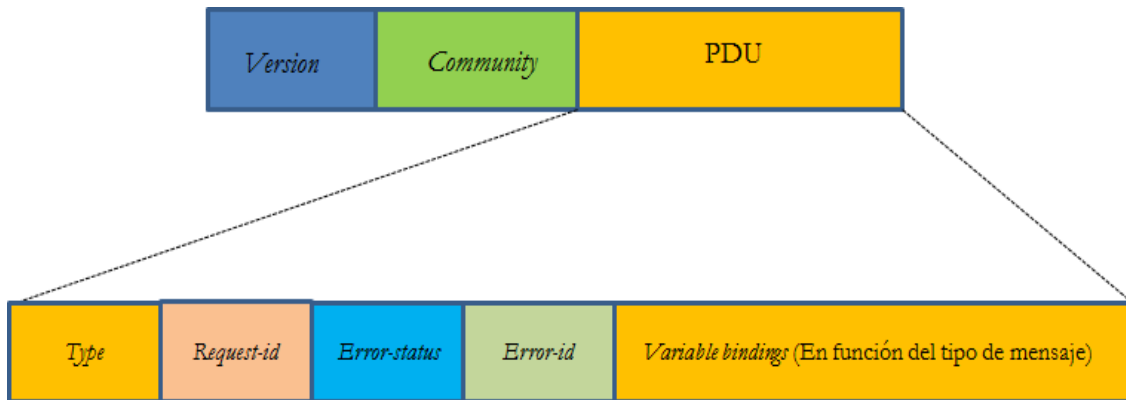 Version Community PDU
Type Request-id Error-status Error-id Variable bindings (En función del tipo de mensaje)